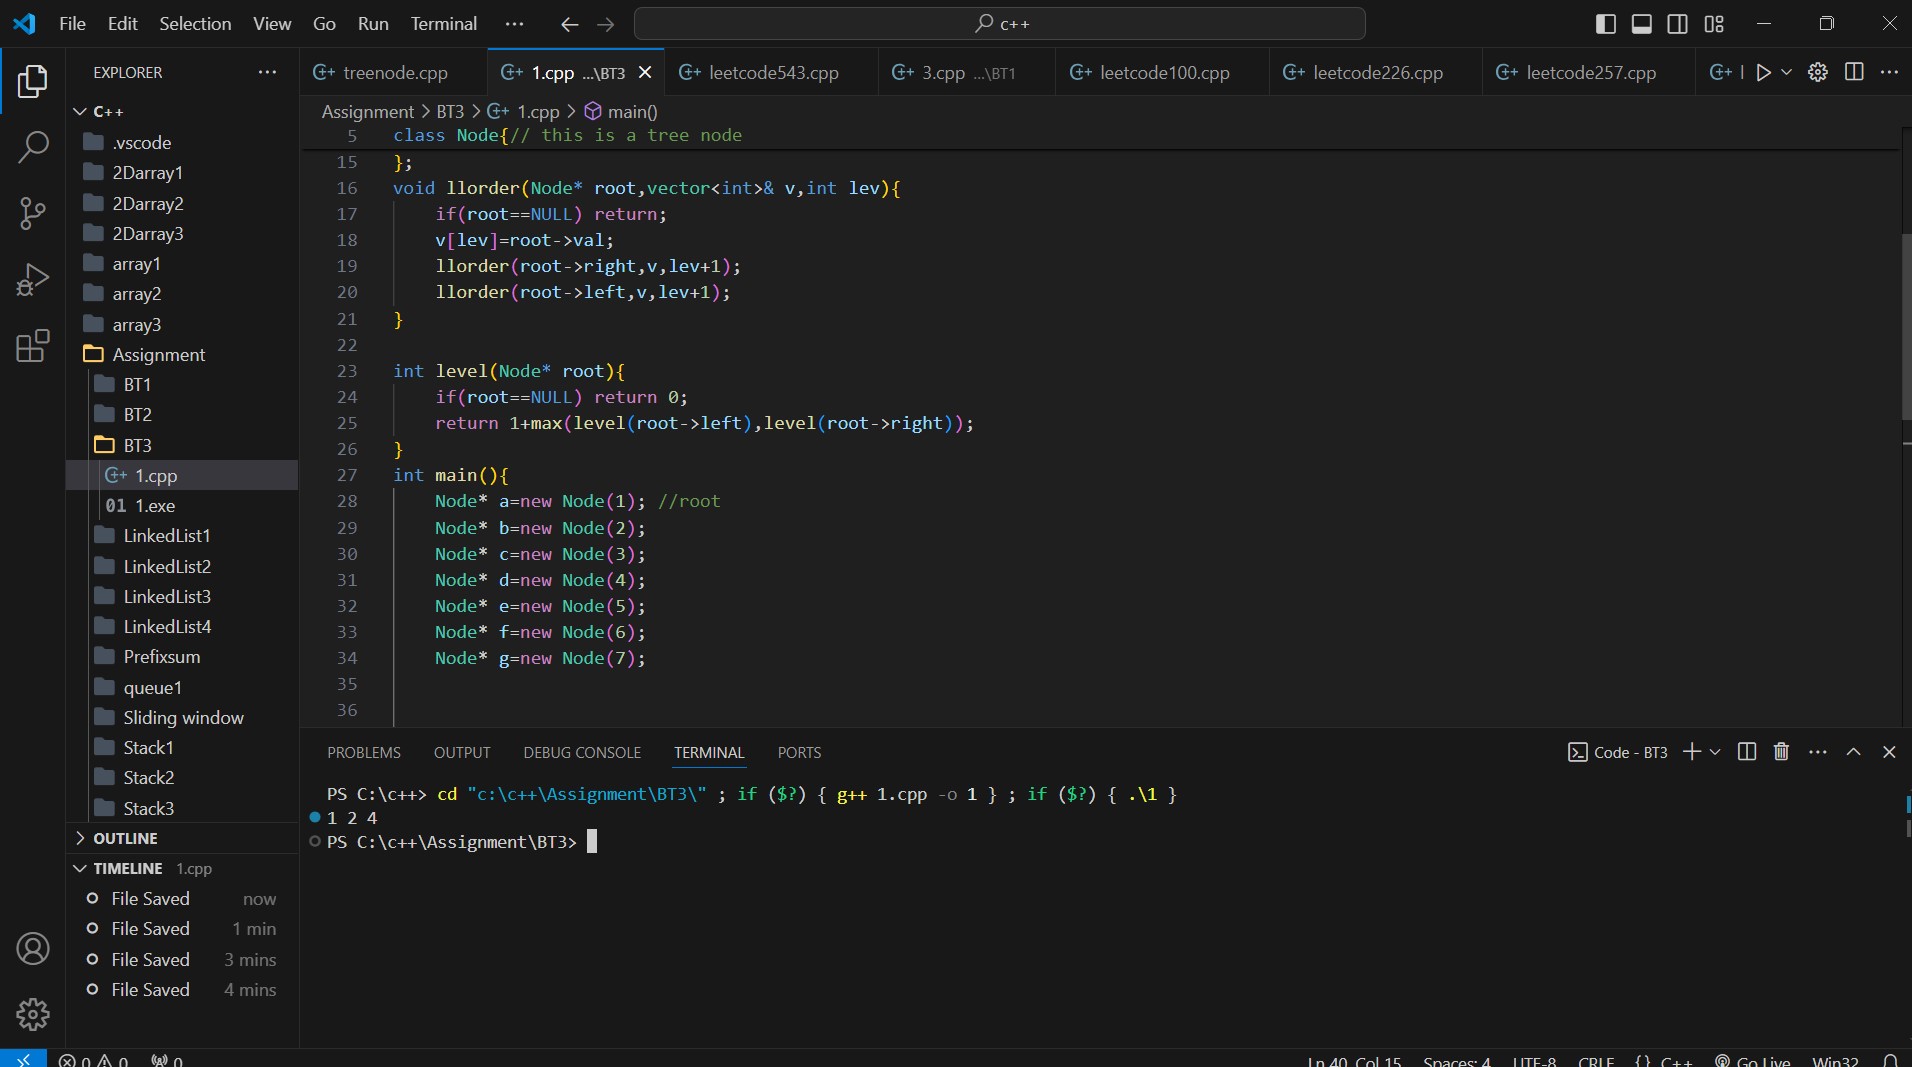 File Edit Selection View Go Run Terminal ··· c++
EXPLORER ···
C++
.vscode
2Darray1
2Darray2
2Darray3
array1
array2
array3
Assignment
BT1
BT2
BT3
1.cpp
01 1.exe
LinkedList1
LinkedList2
LinkedList3
LinkedList4
Prefixsum
queue1
Sliding window
Stack1
Stack2
Stack3
OUTLINE
TIMELINE 1.cpp
File Saved now
File Saved 1 min
File Saved 3 mins
File Saved 4 mins
treenode.cpp 1.cpp ...\BT3 leetcode543.cpp 3.cpp ...\BT1 leetcode100.cpp leetcode226.cpp leetcode257.cpp
Assignment > BT3 > 1.cpp > main()
5 class Node{// this is a tree node
15 };
16 void llorder(Node* root,vector<int>& v,int lev){
17 if(root==NULL) return;
18 v[lev]=root->val;
19 llorder(root->right,v,lev+1);
20 llorder(root->left,v,lev+1);
21 }
22
23 int level(Node* root){
24 if(root==NULL) return 0;
25 return 1+max(level(root->left),level(root->right));
26 }
27 int main(){
28 Node* a=new Node(1); //root
29 Node* b=new Node(2);
30 Node* c=new Node(3);
31 Node* d=new Node(4);
32 Node* e=new Node(5);
33 Node* f=new Node(6);
34 Node* g=new Node(7);
35
36
PROBLEMS OUTPUT DEBUG CONSOLE TERMINAL PORTS Code - BT3
PS C:\c++> cd "c:\c++\Assignment\BT3\" ; if ($?) { g++ 1.cpp -o 1 } ; if ($?) { .\1 }
1 2 4
PS C:\c++\Assignment\BT3>
0 0 0 Ln 40, Col 15 Spaces: 4 UTF-8 CRLF {} C++ Go Live Win32